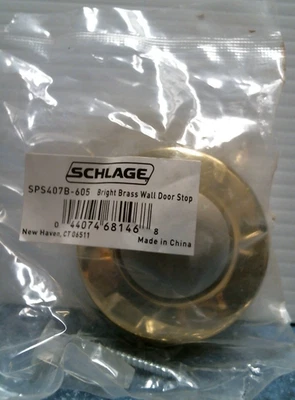 SCHLAGE
SPS407B-605 Bright Brass Wall Door Stop
0 44074 68146 8
New Haven, CT 06511 Made in China